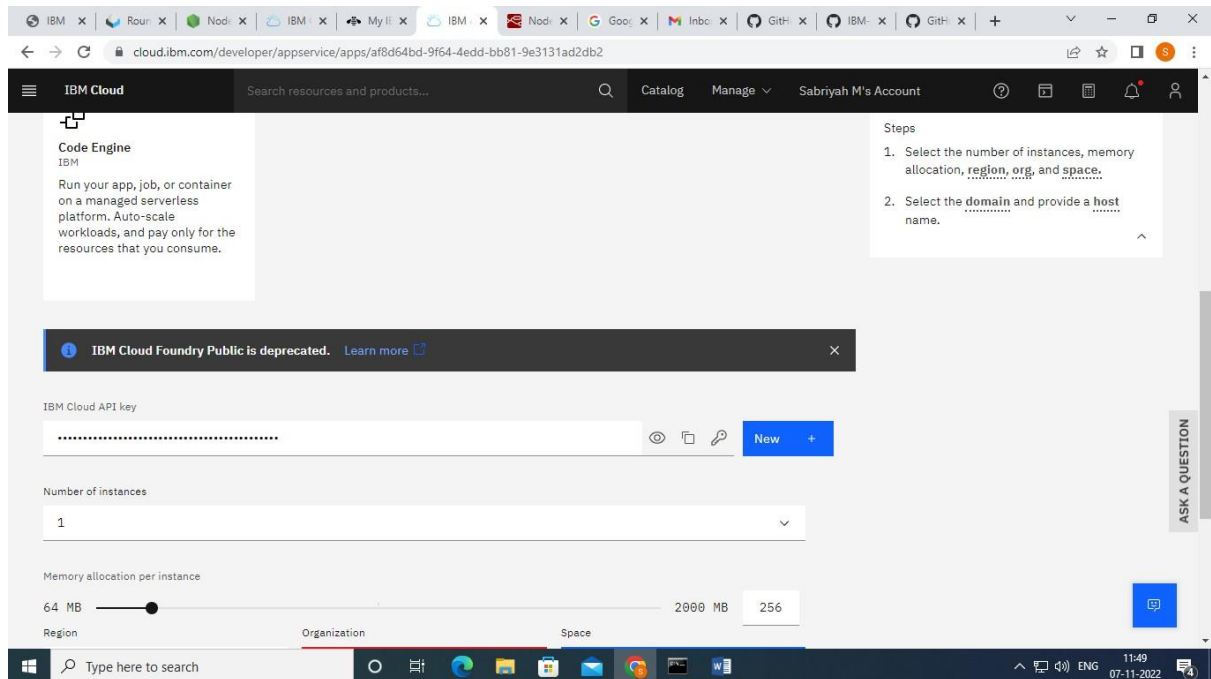 IBM
Roun
Node
IBM
My IB
IBM
Node
Goog
Inbo
GitH
IBM-
GitH
cloud.ibm.com/developer/appservice/apps/af8d64bd-9f64-4edd-bb81-9e3131ad2db2
S
IBM Cloud
Search resources and products...
Catalog
Manage
Sabriyah M's Account
Code Engine
IBM
Run your app, job, or container
on a managed serverless
platform. Auto-scale
workloads, and pay only for the
resources that you consume.
Steps
1. Select the number of instances, memory
allocation, region, org, and space.
2. Select the domain and provide a host
name.
IBM Cloud Foundry Public is deprecated. Learn more
IBM Cloud API key
New +
Number of instances
1
Memory allocation per instance
64 MB
2000 MB
256
Region
Organization
Space
ASK A QUESTION
Type here to search
ENG
11:49
07-11-2022
4